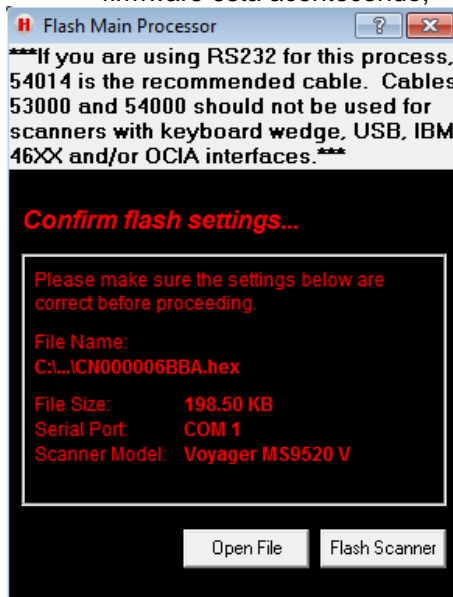 firmware está acontecendo,
Flash Main Processor
***If you are using RS232 for this process,
54014 is the recommended cable. Cables
53000 and 54000 should not be used for
scanners with keyboard wedge, USB, IBM
46XX and/or OCIA interfaces.***
Confirm flash settings...
Please make sure the settings below are
correct before proceeding.
File Name:
C:\...\CN000006BBA.hex
File Size: 198.50 KB
Serial Port: COM 1
Scanner Model: Voyager MS9520 V
Open File Flash Scanner